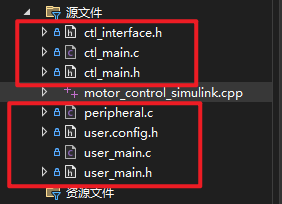 源文件
ctl_interface.h
ctl_main.c
ctl_main.h
motor_control_simulink.cpp
peripheral.c
user.config.h
user_main.c
user_main.h
资源文件